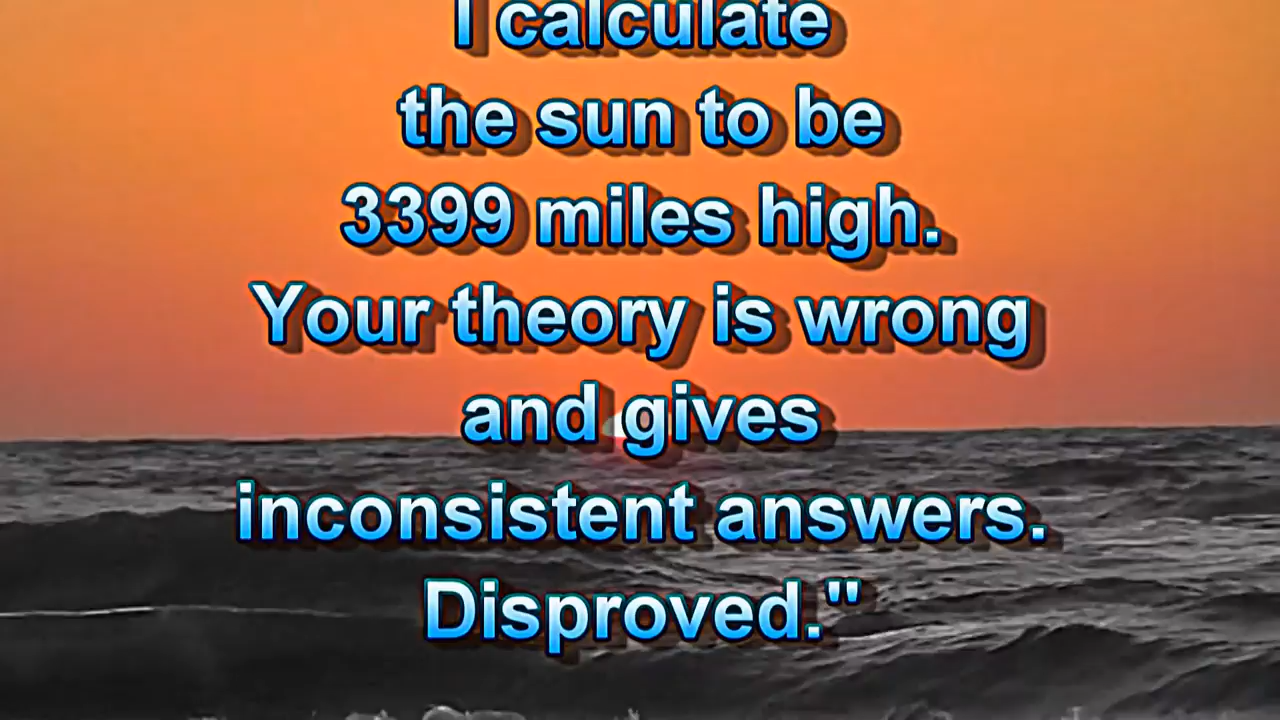 I calculate
the sun to be
3399 miles high.
Your theory is wrong
and gives
inconsistent answers.
Disproved."